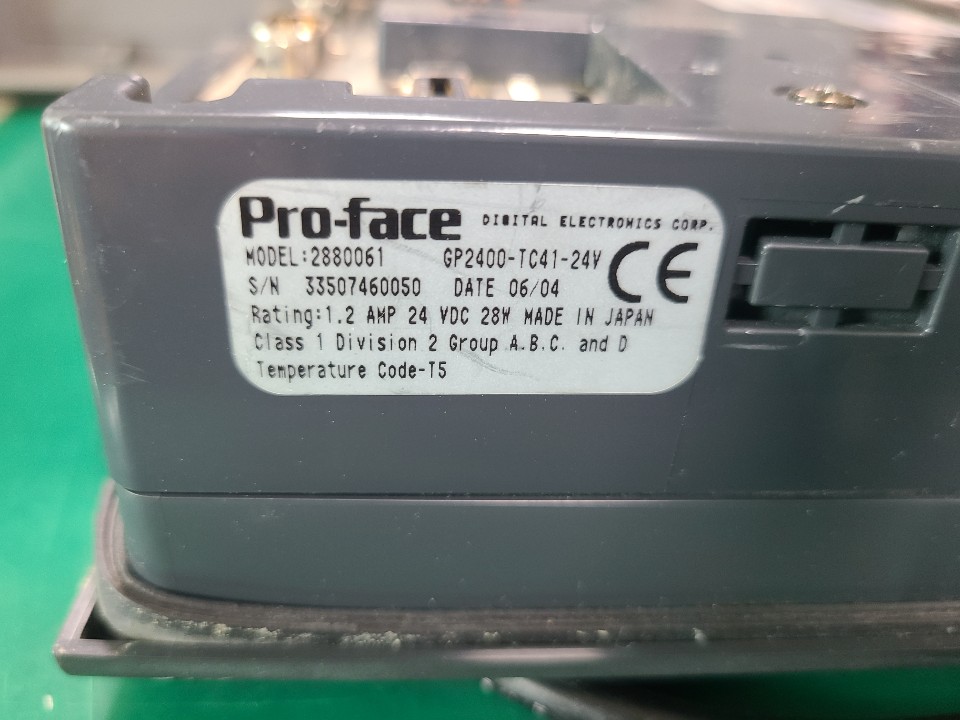 Pro-face DIGITAL ELECTRONICS CORP.
MODEL:2880061 GP2400-TC41-24V CE
S/N 33507460050 DATE 06/04
Rating:1.2 AMP 24 VDC 28W MADE IN JAPAN
Class 1 Division 2 Group A.B.C. and D
Temperature Code-T5